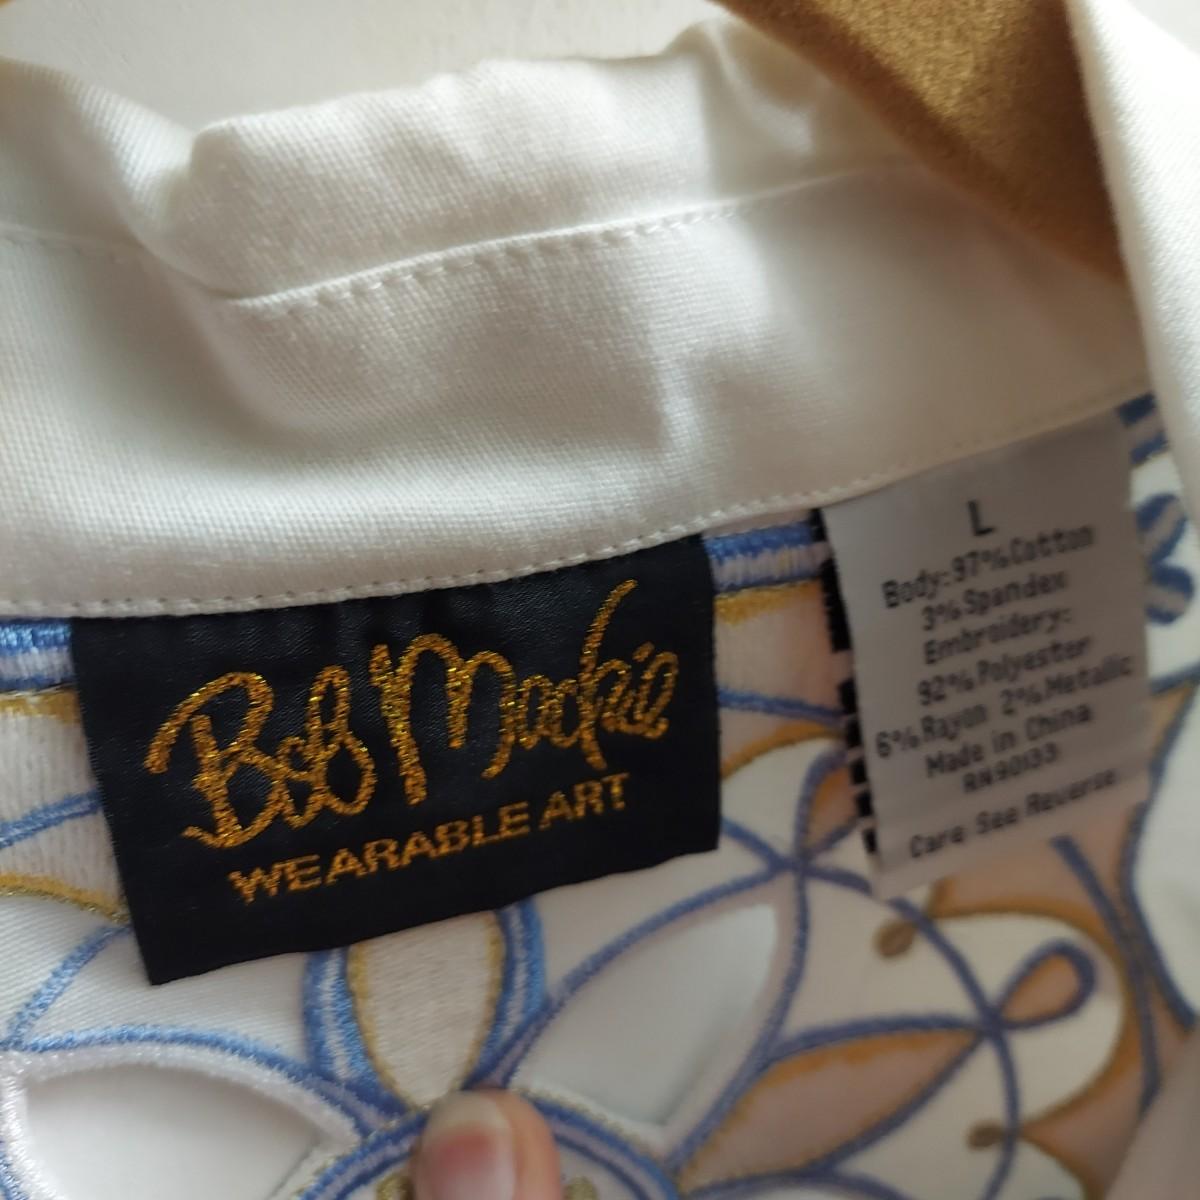 Bob Mackie
WEARABLE ART
L
Body:97%Cotton
3%Spandex
Embroidery:
92%Polyester
6%Rayon 2%Metallic
Made in China
RN90133
Care See Reverse